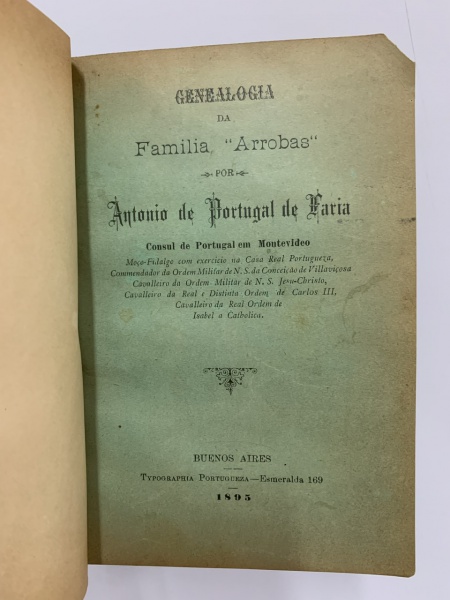 GENEALOGIA
DA
Familia "Arrobas"
POR
Antonio de Portugal de Faria
Consul de Portugal em Montevideo
Moço-Fidalgo com exercicio na Casa Real Portugueza,
Commendador da Ordem Militar de N. S. da Conceição de Villaviçosa
Cavalleiro da Ordem Militar de N. S. Jesu-Christo,
Cavalleiro da Real e Distinta Ordem de Carlos III,
Cavalleiro da Real Ordem de
Isabel a Catholica.
BUENOS AIRES
TYPOGRAPHIA PORTUGUEZA—ESMERALDA 169
1895